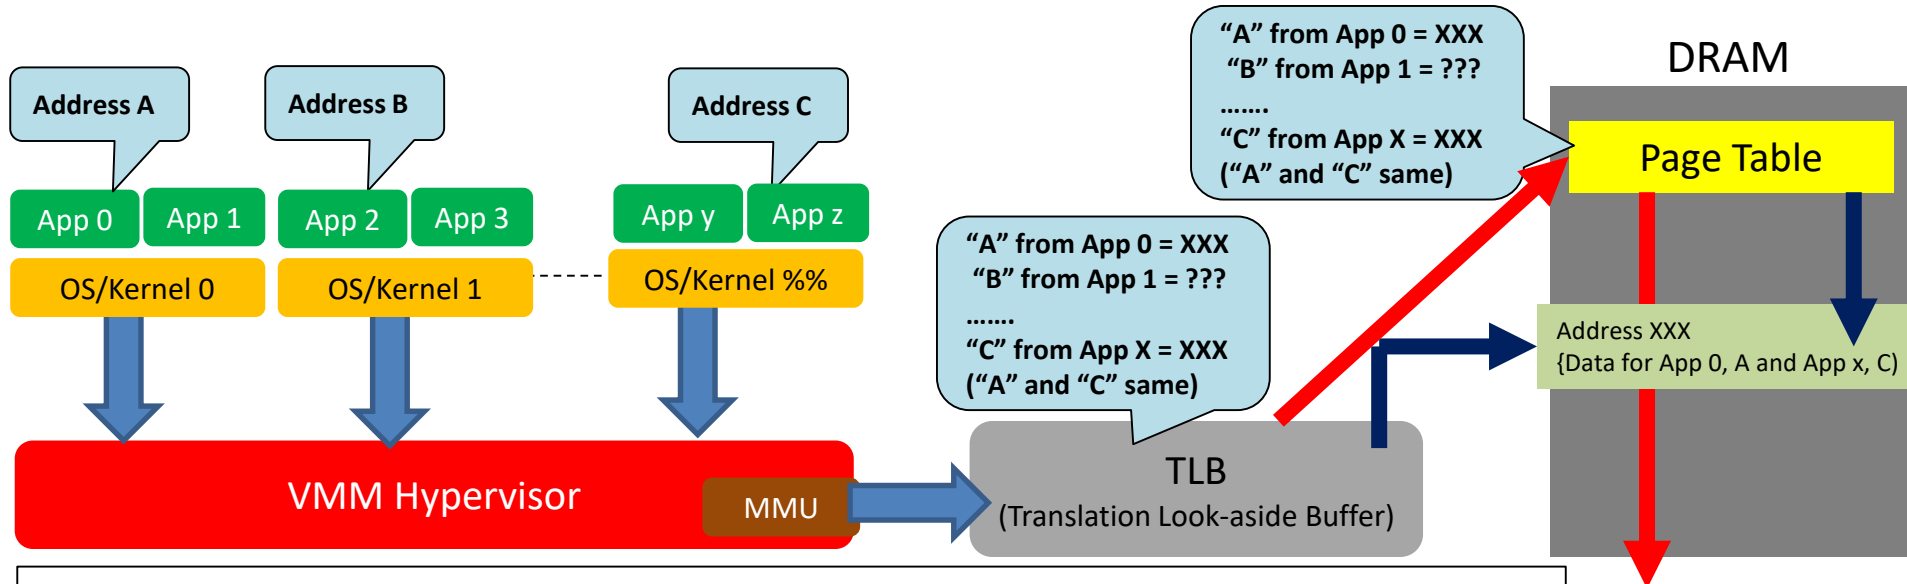 “A” from App 0 = XXX
“B” from App 1 = ???
…….
“C” from App X = XXX
(“A” and “C” same)
DRAM
Address A
Address B
Address C
Page Table
App 0
App 1
App 2
App 3
App y
App z
“A” from App 0 = XXX
“B” from App 1 = ???
…….
“C” from App X = XXX
(“A” and “C” same)
OS/Kernel 0
OS/Kernel 1
OS/Kernel %%
Address XXX
{Data for App 0, A and App x, C)
VMM Hypervisor
MMU
TLB
(Translation Look-aside Buffer)